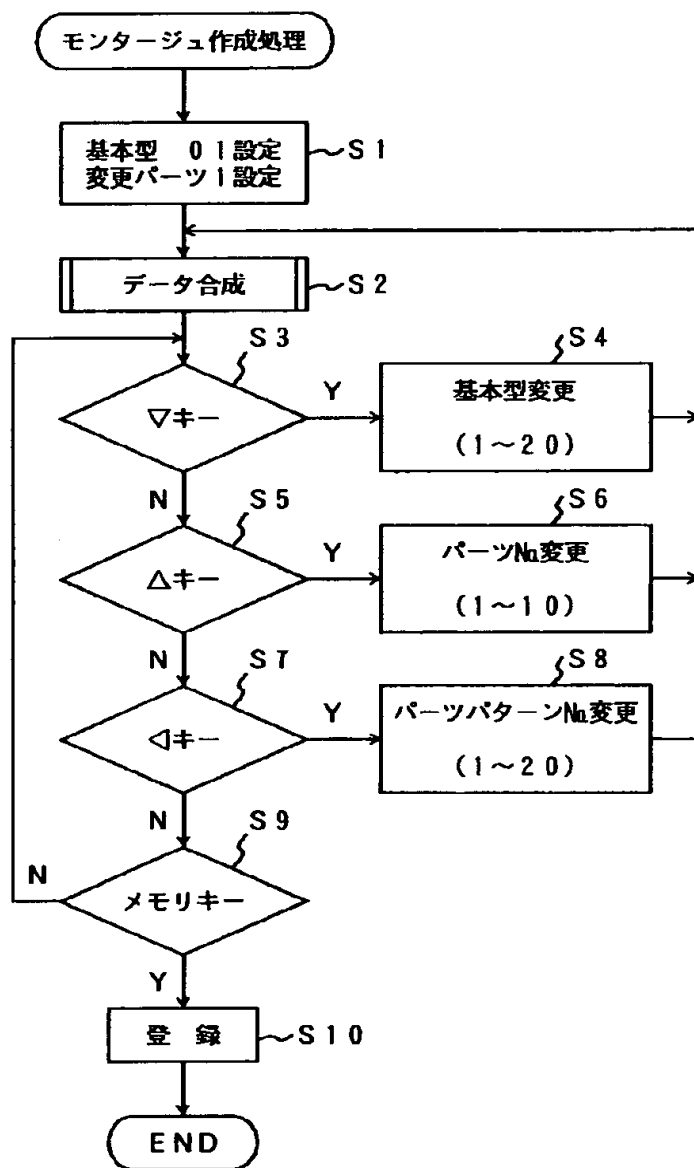 モンタージュ作成処理
基本型 01設定
変更パーツ1設定
S1
データ合成
S2
S3
▽キー
Y
N
S4
基本型変更
(1～20)
S5
△キー
Y
N
S6
パーツNo.変更
(1～10)
S7
◁キー
Y
N
S8
パーツパターンNo.変更
(1～20)
S9
メモリキー
N
Y
登 録
S10
END